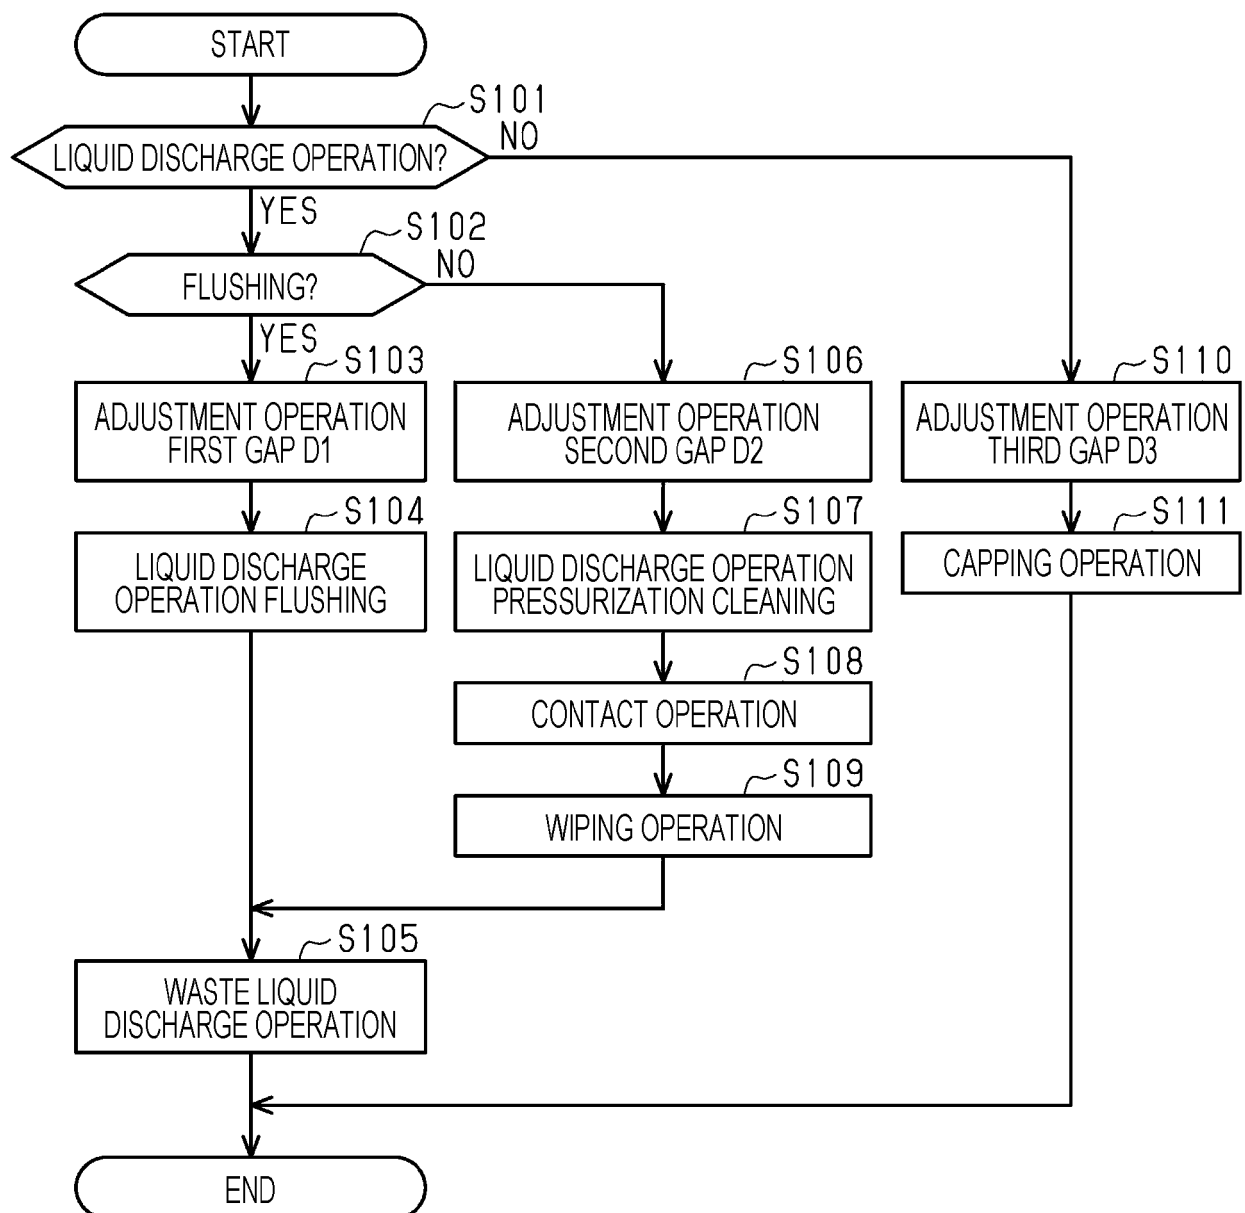 START
S101
LIQUID DISCHARGE OPERATION?
NO
YES
S102
FLUSHING?
NO
YES
S103
ADJUSTMENT OPERATION
FIRST GAP D1
S104
LIQUID DISCHARGE
OPERATION FLUSHING
S106
ADJUSTMENT OPERATION
SECOND GAP D2
S107
LIQUID DISCHARGE OPERATION
PRESSURIZATION CLEANING
S108
CONTACT OPERATION
S109
WIPING OPERATION
S110
ADJUSTMENT OPERATION
THIRD GAP D3
S111
CAPPING OPERATION
S105
WASTE LIQUID
DISCHARGE OPERATION
END